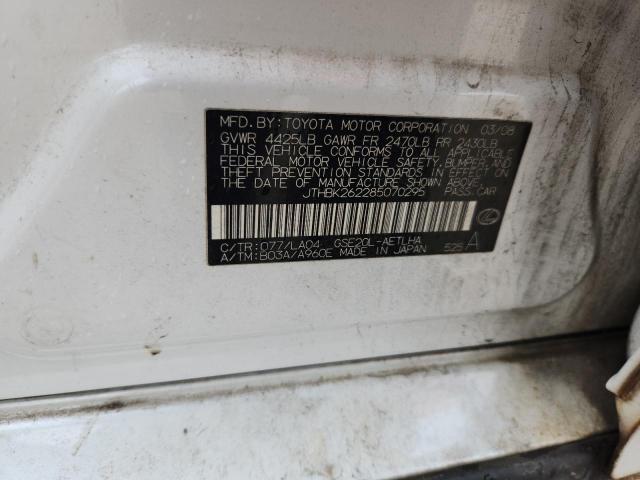 MFD. BY: TOYOTA MOTOR CORPORATION 03/08
GVWR 4425LB GAWR FR 2470LB RR 2430LB
THIS VEHICLE CONFORMS TO ALL APPLICABLE
FEDERAL MOTOR VEHICLE SAFETY, BUMPER, AND
THEFT PREVENTION STANDARDS IN EFFECT ON
THE DATE OF MANUFACTURE SHOWN ABOVE.
JTHBK262285070295 PASS.CAR
C/TR: 077/LA04 GSE20L-AETLHA
A/TM: B03A/A960E MADE IN JAPAN 525 A